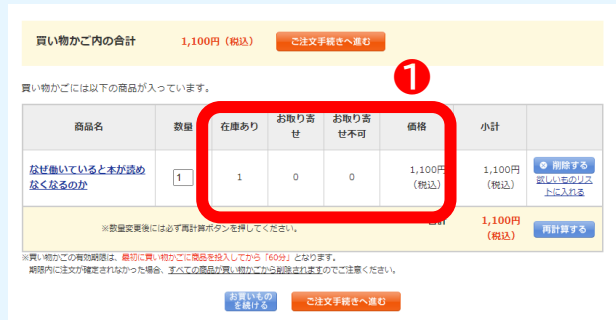 買い物かご内の合計 1,100円（税込） ご注文手続きへ進む
❶
買い物かごには以下の商品が入っています。
商品名 数量 在庫あり お取り寄せ お取り寄せ不可 価格 小計
なぜ働いていると本が読め
なくなるのか
1 1 0 0 1,100円
（税込）
1,100円
（税込）
削除する
欲しいものリス
トに入れる
※数量変更後には必ず再計算ボタンを押してください。
1,100円
（税込）
再計算する
※買い物かごの有効期限は、最初に買い物かごに商品を投入してから「60分」となります。
期限内に注文が確定されなかった場合、すべての商品が買い物かごから削除されますのでご注意ください。
お買いもの
を続ける
ご注文手続きへ進む